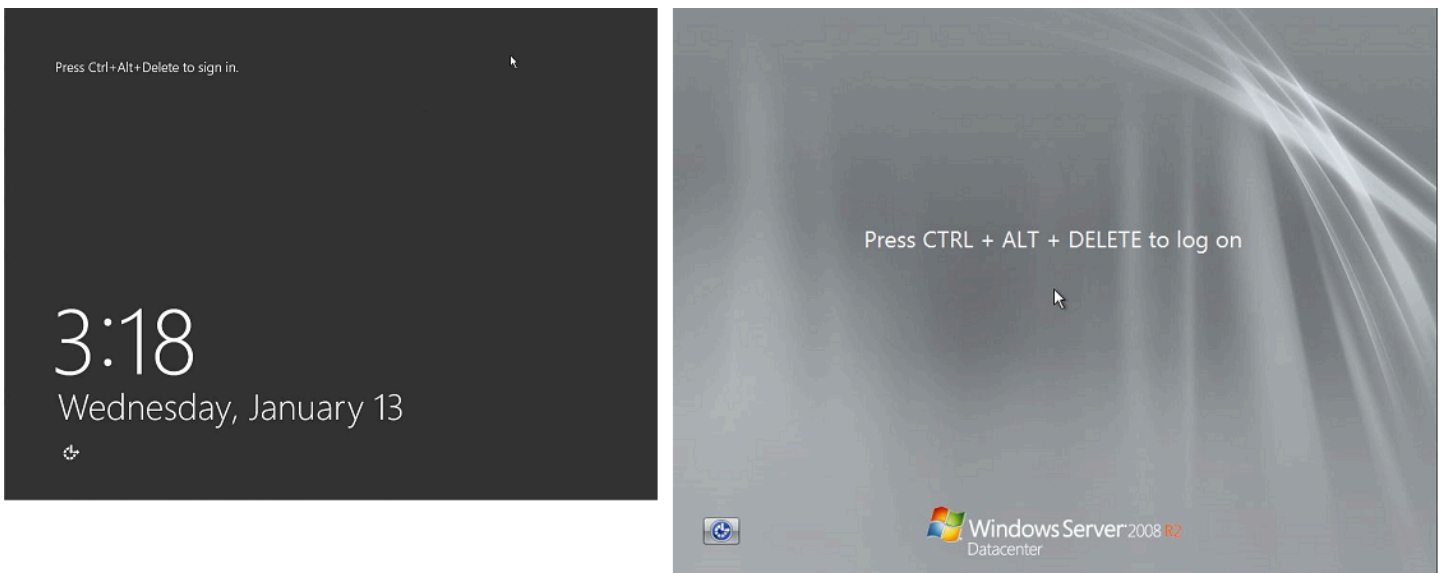 Press Ctrl+Alt+Delete to sign in.
3:18
Wednesday, January 13
Press CTRL + ALT + DELETE to log on
Windows Server 2008 R2
Datacenter